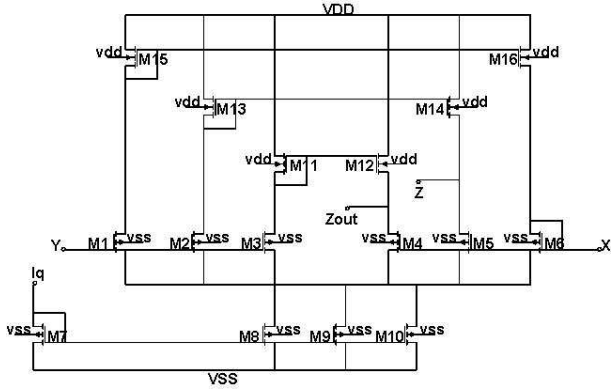 VDD
vdd M15 M16 vdd
vdd M13 M14 vdd
vdd M11 M12 vdd
Z
Zout
Y M1 vss M2 vss M3 vss vss M4 vss M5 vss M6 X
Iq
vss M7 M8 vss M9 vss M10 vss
VSS